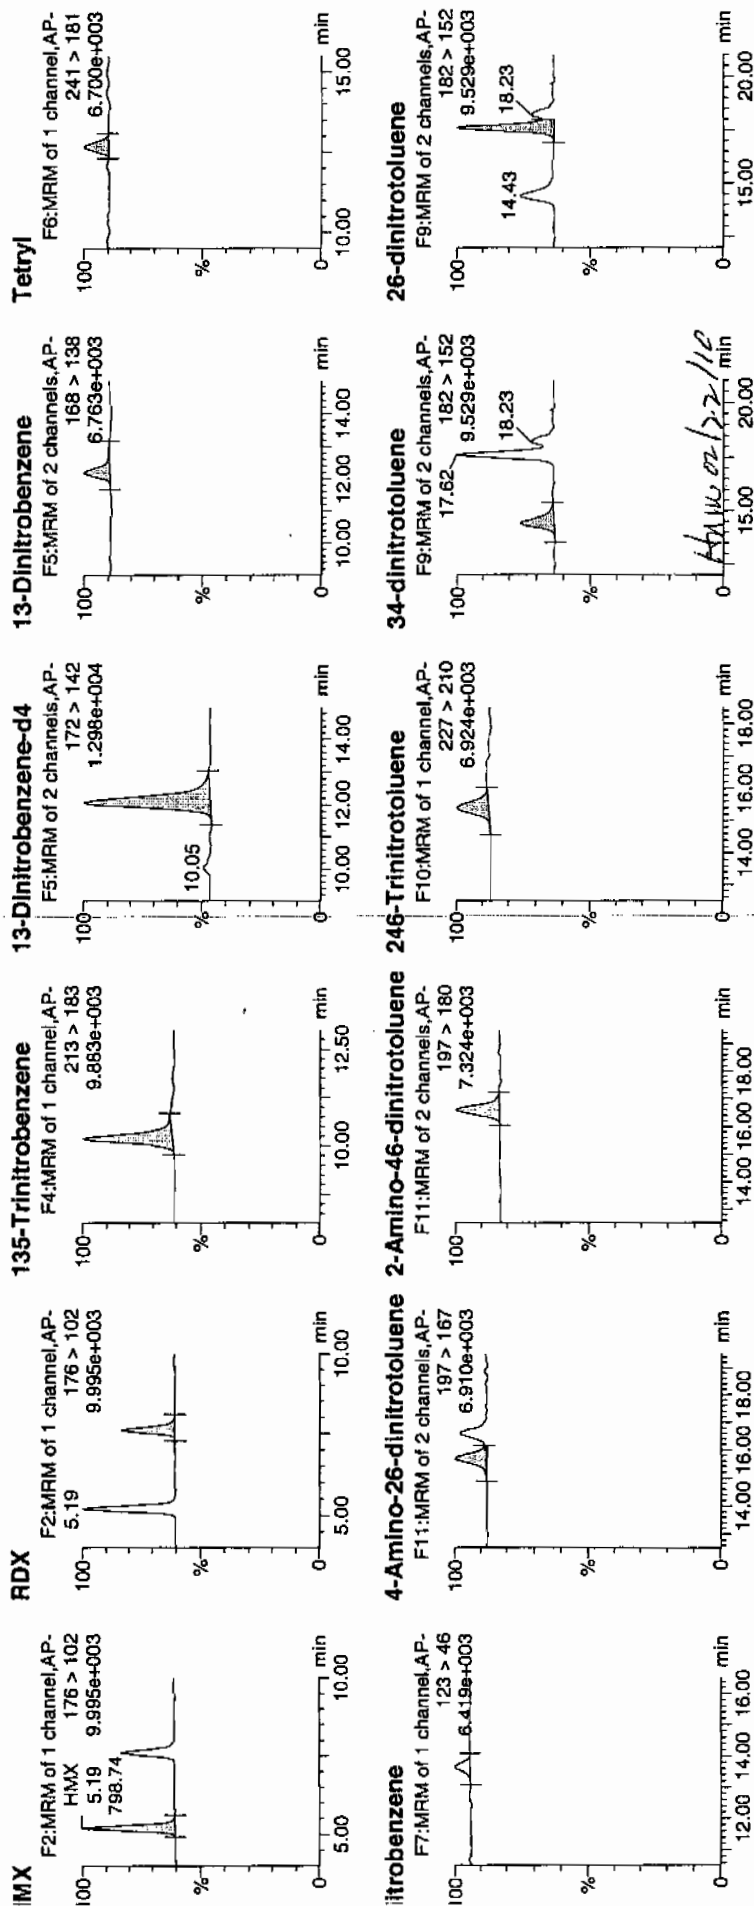 MX
F2:MRM of 1 channel,AP-
176 > 102
9.995e+003
HMX
5.19
798.74
100
%
0
5.00 10.00 min
RDX
F2:MRM of 1 channel,AP-
176 > 102
9.995e+003
5.19
100
%
0
5.00 10.00 min
135-Trinitrobenzene
F4:MRM of 1 channel,AP-
213 > 183
9.883e+003
100
%
0
10.00 12.50 min
13-Dinitrobenzene-d4
F5:MRM of 2 channels,AP-
172 > 142
1.298e+004
10.05
100
%
0
10.00 12.00 14.00 min
13-Dinitrobenzene
F5:MRM of 2 channels,AP-
168 > 138
6.763e+003
100
%
0
10.00 12.00 14.00 min
Tetryl
F6:MRM of 1 channel,AP-
241 > 181
6.700e+003
100
%
0
10.00 15.00 min
itrobenzene
F7:MRM of 1 channel,AP-
123 > 46
6.419e+003
100
%
0
12.00 14.00 16.00 min
4-Amino-26-dinitrotoluene
F11:MRM of 2 channels,AP-
197 > 167
6.910e+003
100
%
0
14.00 16.00 18.00 min
2-Amino-46-dinitrotoluene
F11:MRM of 2 channels,AP-
197 > 180
7.324e+003
100
%
0
14.00 16.00 18.00 min
246-Trinitrotoluene
F10:MRM of 1 channel,AP-
227 > 210
6.924e+003
100
%
0
14.00 16.00 18.00 min
34-dinitrotoluene
F9:MRM of 2 channels,AP-
182 > 152
9.529e+003
17.62
18.23
100
%
0
15.00 20.00 min
02/22/10
26-dinitrotoluene
F9:MRM of 2 channels,AP-
182 > 152
9.529e+003
14.43
18.23
100
%
0
15.00 20.00 min